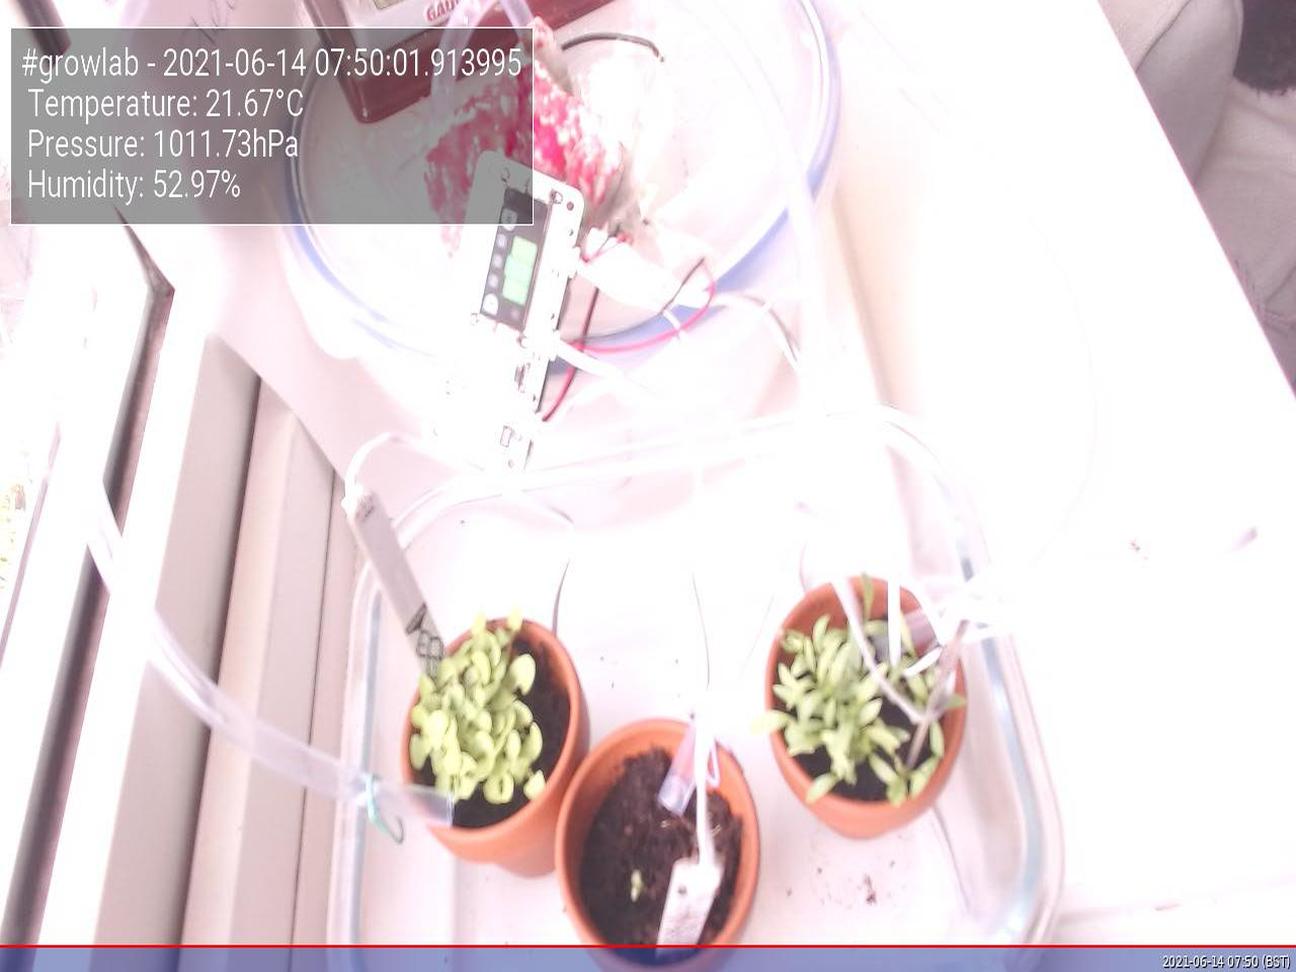 #growlab - 2021-06-14 07:50:01.913995
Temperature: 21.67°C
Pressure: 1011.73hPa
Humidity: 52.97%
2021-06-14 07:50 (BST)